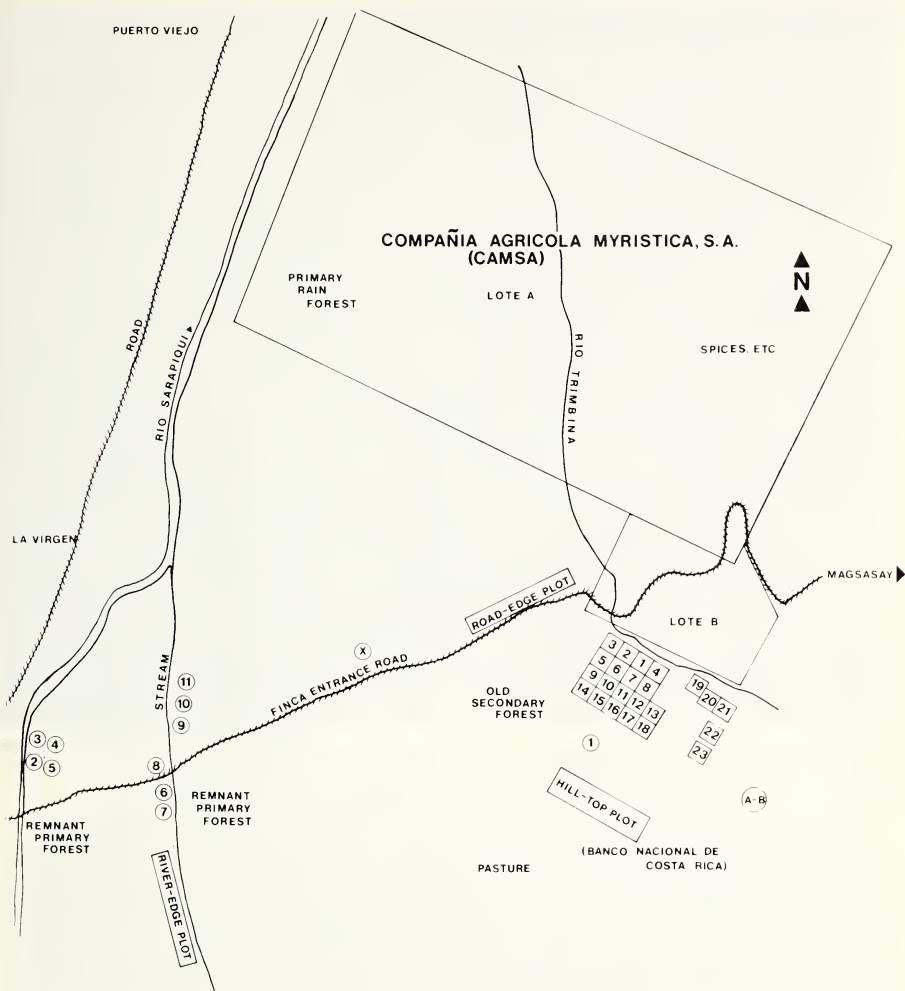 PUERTO VIEJO
ROAD
RIO SARAPIQUI
COMPAÑIA AGRICOLA MYRISTICA, S. A.
(CAMSA)
N
PRIMARY
RAIN
FOREST
LOTE A
RIO TRIMBINA
SPICES, ETC
LA VIRGEN
MAGSASAY
ROAD-EDGE PLOT
LOTE B
X
FINCA ENTRANCE ROAD
STREAM
11
10
9
OLD
SECONDARY
FOREST
3 2 1 4
5 6 7 8
9 10 11 12 13
14 15 16 17 18
19
20 21
22
23
3 4
2 5
8
6
7
1
REMNANT
PRIMARY
FOREST
REMNANT
PRIMARY
FOREST
HILL-TOP PLOT
A-B
(BANCO NACIONAL DE
COSTA RICA)
PASTURE
RIVER-EDGE PLOT